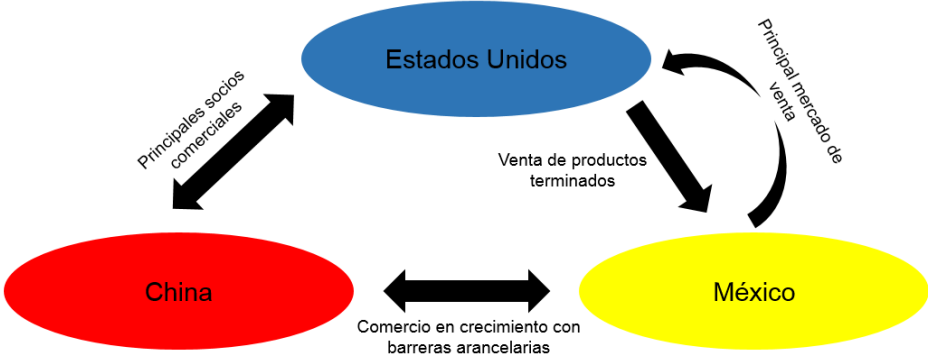 Estados Unidos
Principales socios
comerciales
Principal mercado de
venta
Venta de productos
terminados
China
México
Comercio en crecimiento con
barreras arancelarias